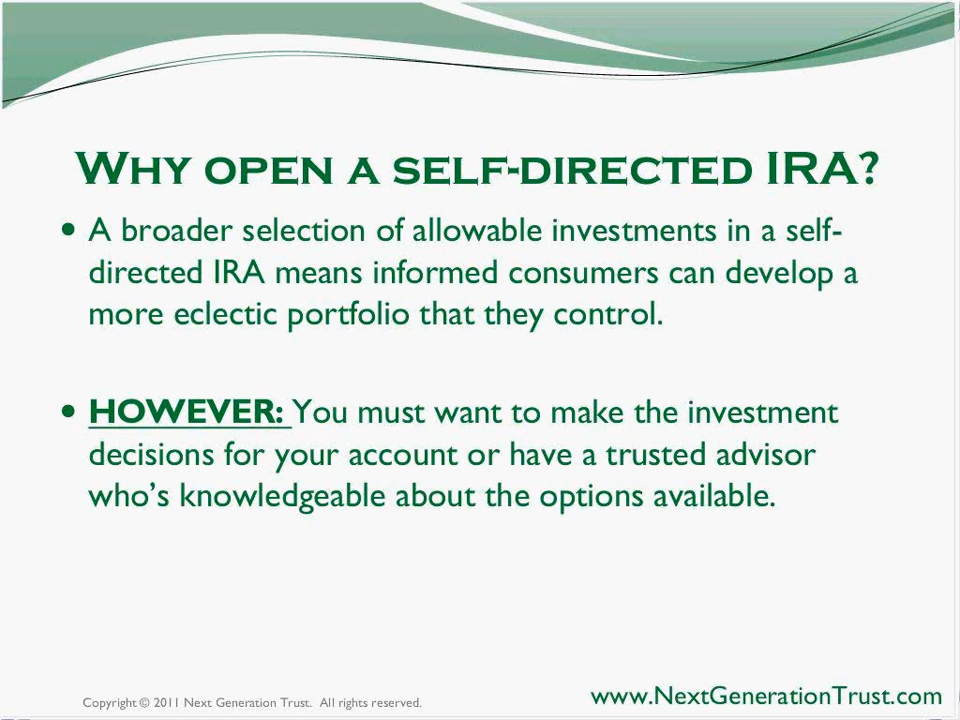 Why open a self-directed IRA?
• A broader selection of allowable investments in a self-
directed IRA means informed consumers can develop a
more eclectic portfolio that they control.
• HOWEVER: You must want to make the investment
decisions for your account or have a trusted advisor
who’s knowledgeable about the options available.
Copyright © 2011 Next Generation Trust. All rights reserved.
www.NextGenerationTrust.com